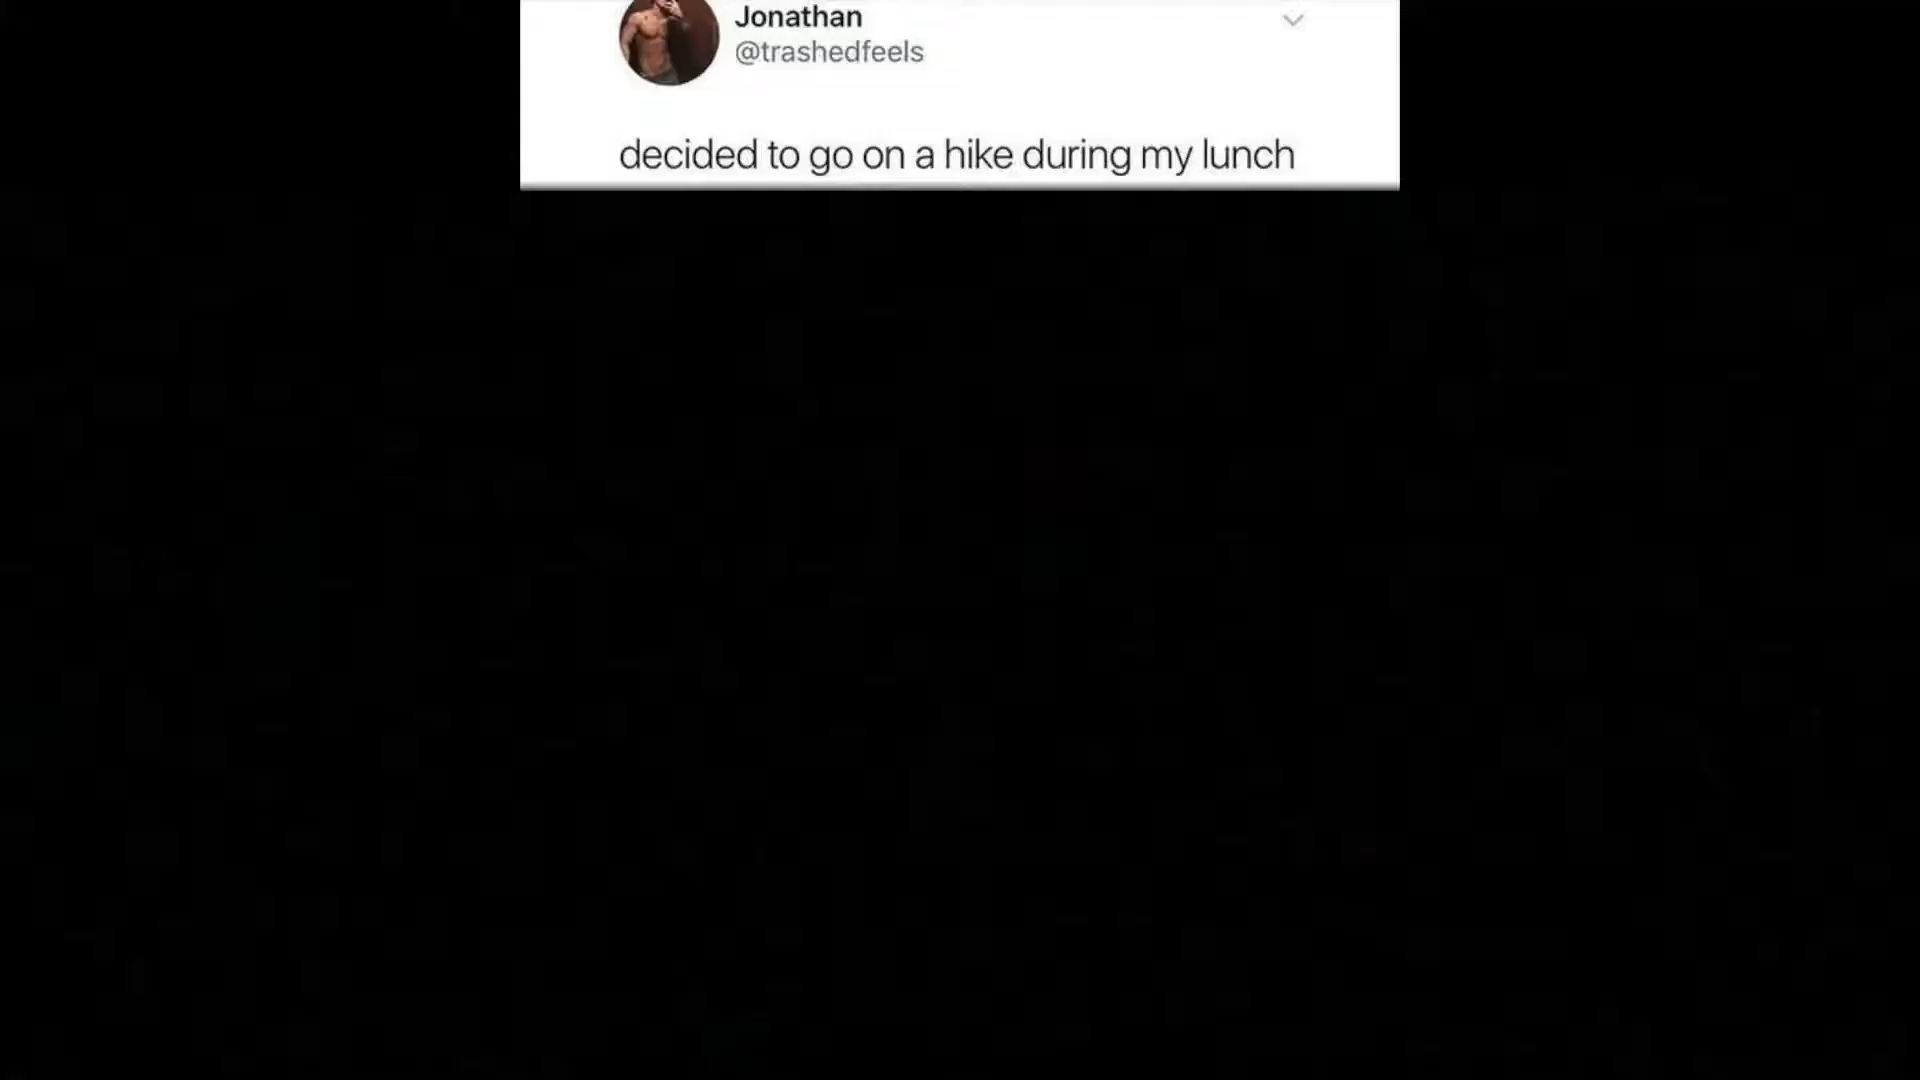 Jonathan
@trashedfeels
decided to go on a hike during my lunch